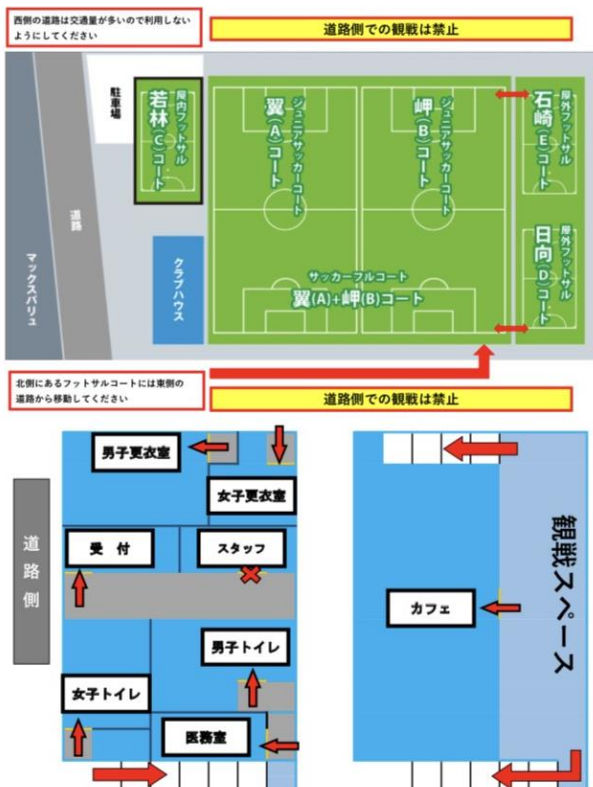 西側の道路は交通量が多いので利用しない
ようにしてください
道路側での観戦は禁止
駐車場
屋内フットサル
若林(C)コート
ジュニアサッカーコート
翼(A)コート
ジュニアサッカーコート
岬(B)コート
屋外フットサル
石崎(E)コート
道路
マックスバリュ
クラブハウス
サッカーフルコート
翼(A)+岬(B)コート
屋外フットサル
日向(D)コート
北側にあるフットサルコートには東側の
道路から移動してください
道路側での観戦は禁止
男子更衣室
女子更衣室
受付
スタッフ
道路側
男子トイレ
女子トイレ
医務室
カフェ
観戦スペース